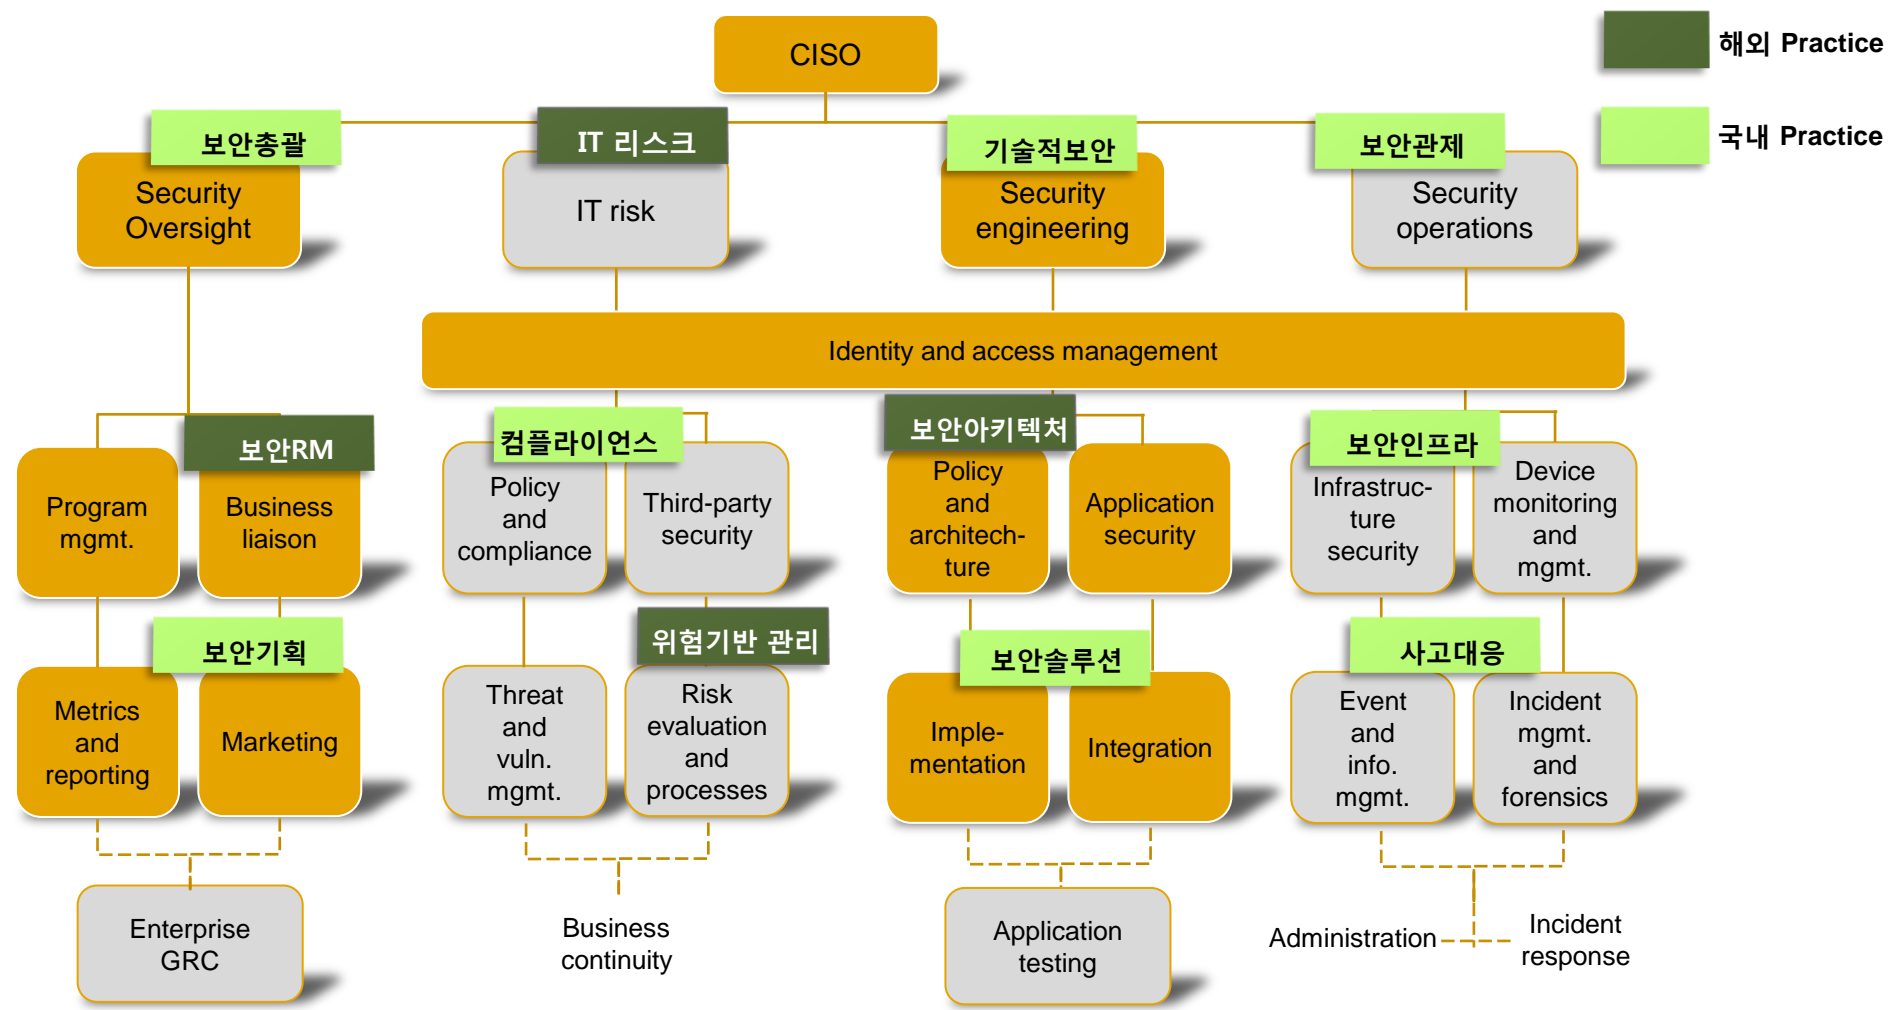 CISO
해외 Practice
국내 Practice
보안총괄
IT 리스크
기술적보안
보안관제
Security
Oversight
IT risk
Security
engineering
Security
operations
Identity and access management
보안RM
컴플라이언스
보안아키텍처
보안인프라
Program
mgmt.
Business
liaison
Policy
and
compliance
Third-party
security
Policy
and
architech-
ture
Application
security
Infrastruc-
ture
security
Device
monitoring
and
mgmt.
보안기획
위험기반 관리
보안솔루션
사고대응
Metrics
and
reporting
Marketing
Threat
and
vuln.
mgmt.
Risk
evaluation
and
processes
Imple-
mentation
Integration
Event
and
info.
mgmt.
Incident
mgmt.
and
forensics
Enterprise
GRC
Business
continuity
Application
testing
Administration
Incident
response